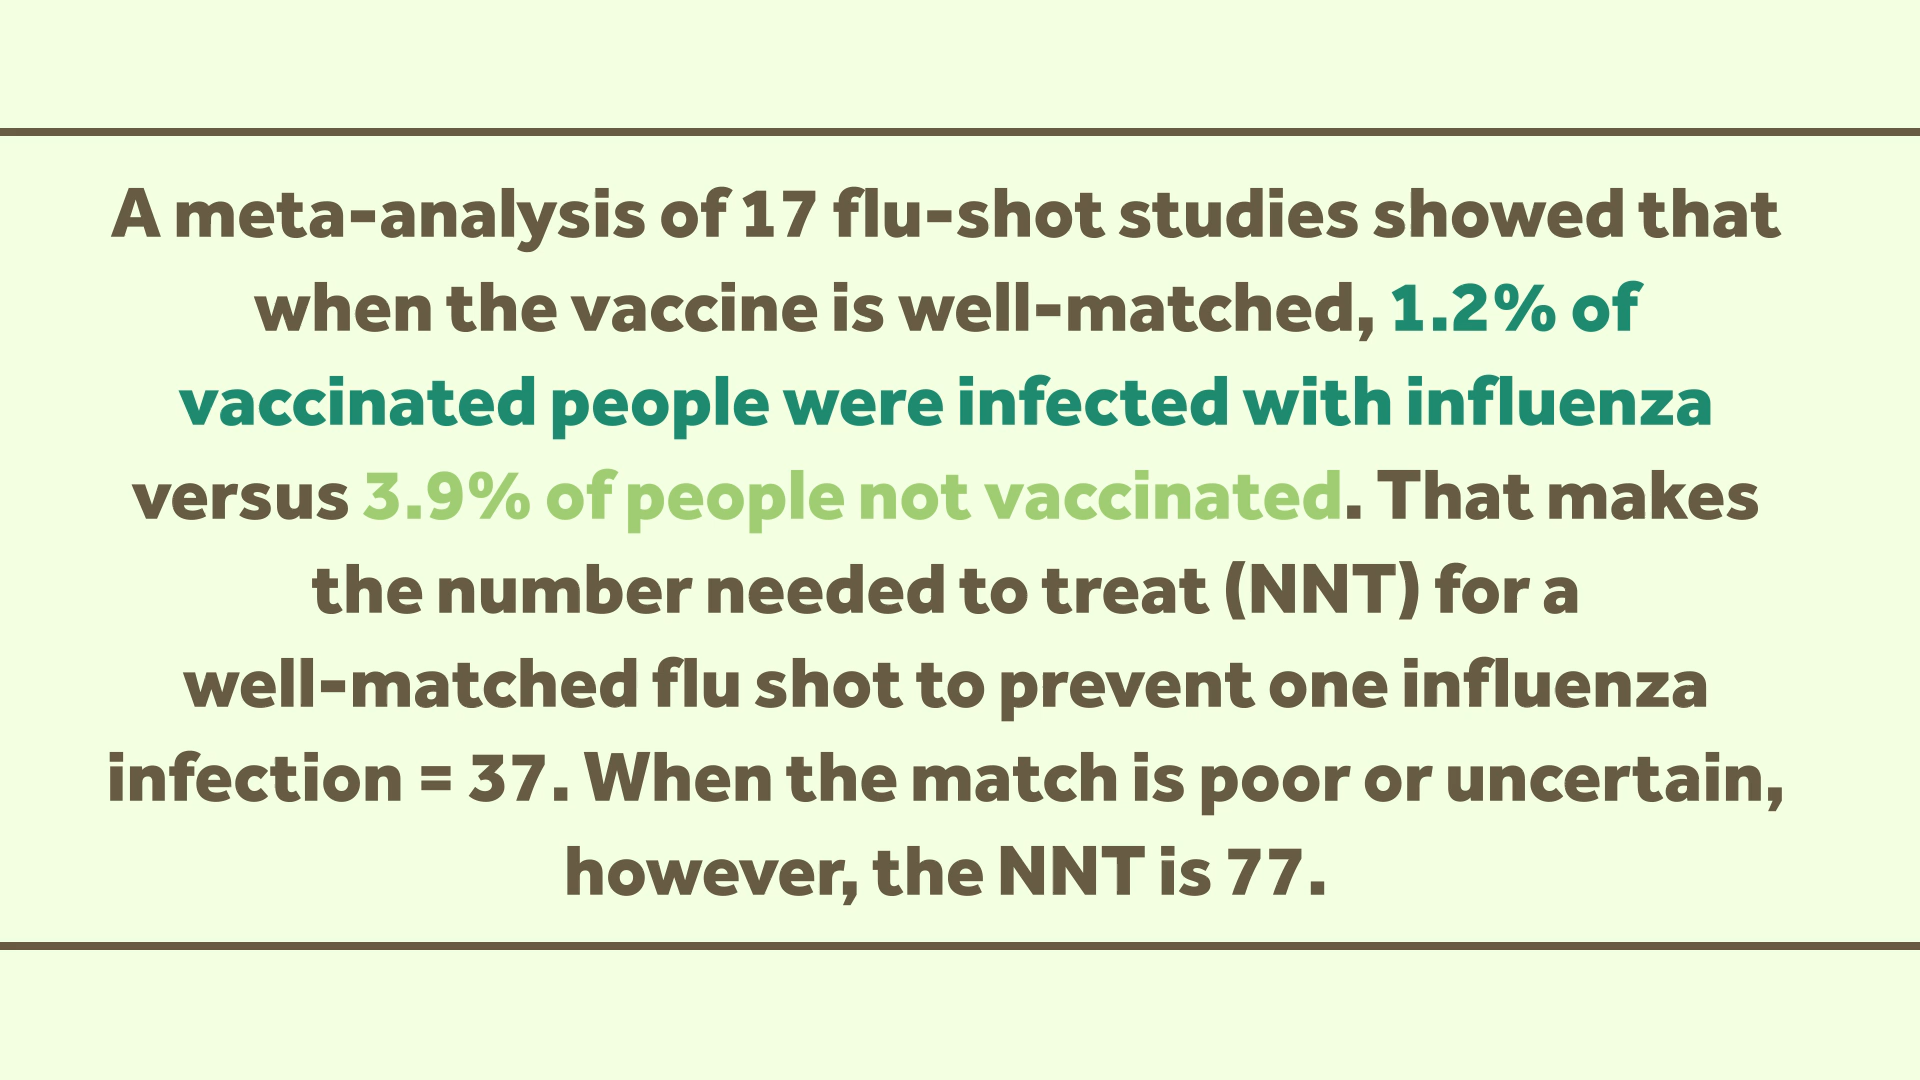 A meta-analysis of 17 flu-shot studies showed that
when the vaccine is well-matched, 1.2% of
vaccinated people were infected with influenza
versus 3.9% of people not vaccinated. That makes
the number needed to treat (NNT) for a
well-matched flu shot to prevent one influenza
infection = 37. When the match is poor or uncertain,
however, the NNT is 77.